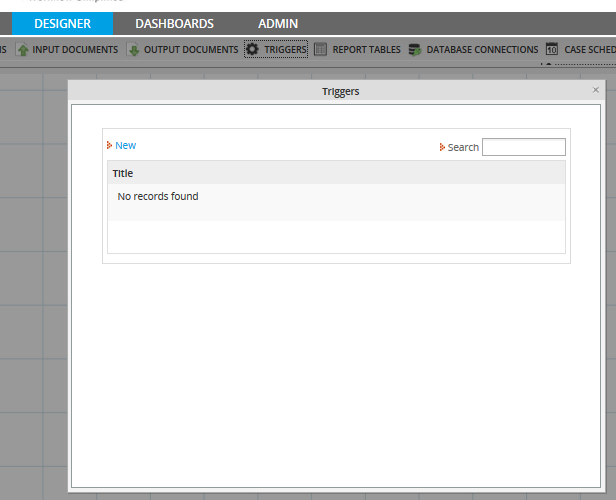 DESIGNER DASHBOARDS ADMIN
INPUT DOCUMENTS OUTPUT DOCUMENTS TRIGGERS REPORT TABLES DATABASE CONNECTIONS CASE SCHED
Triggers ×
New Search
Title
No records found